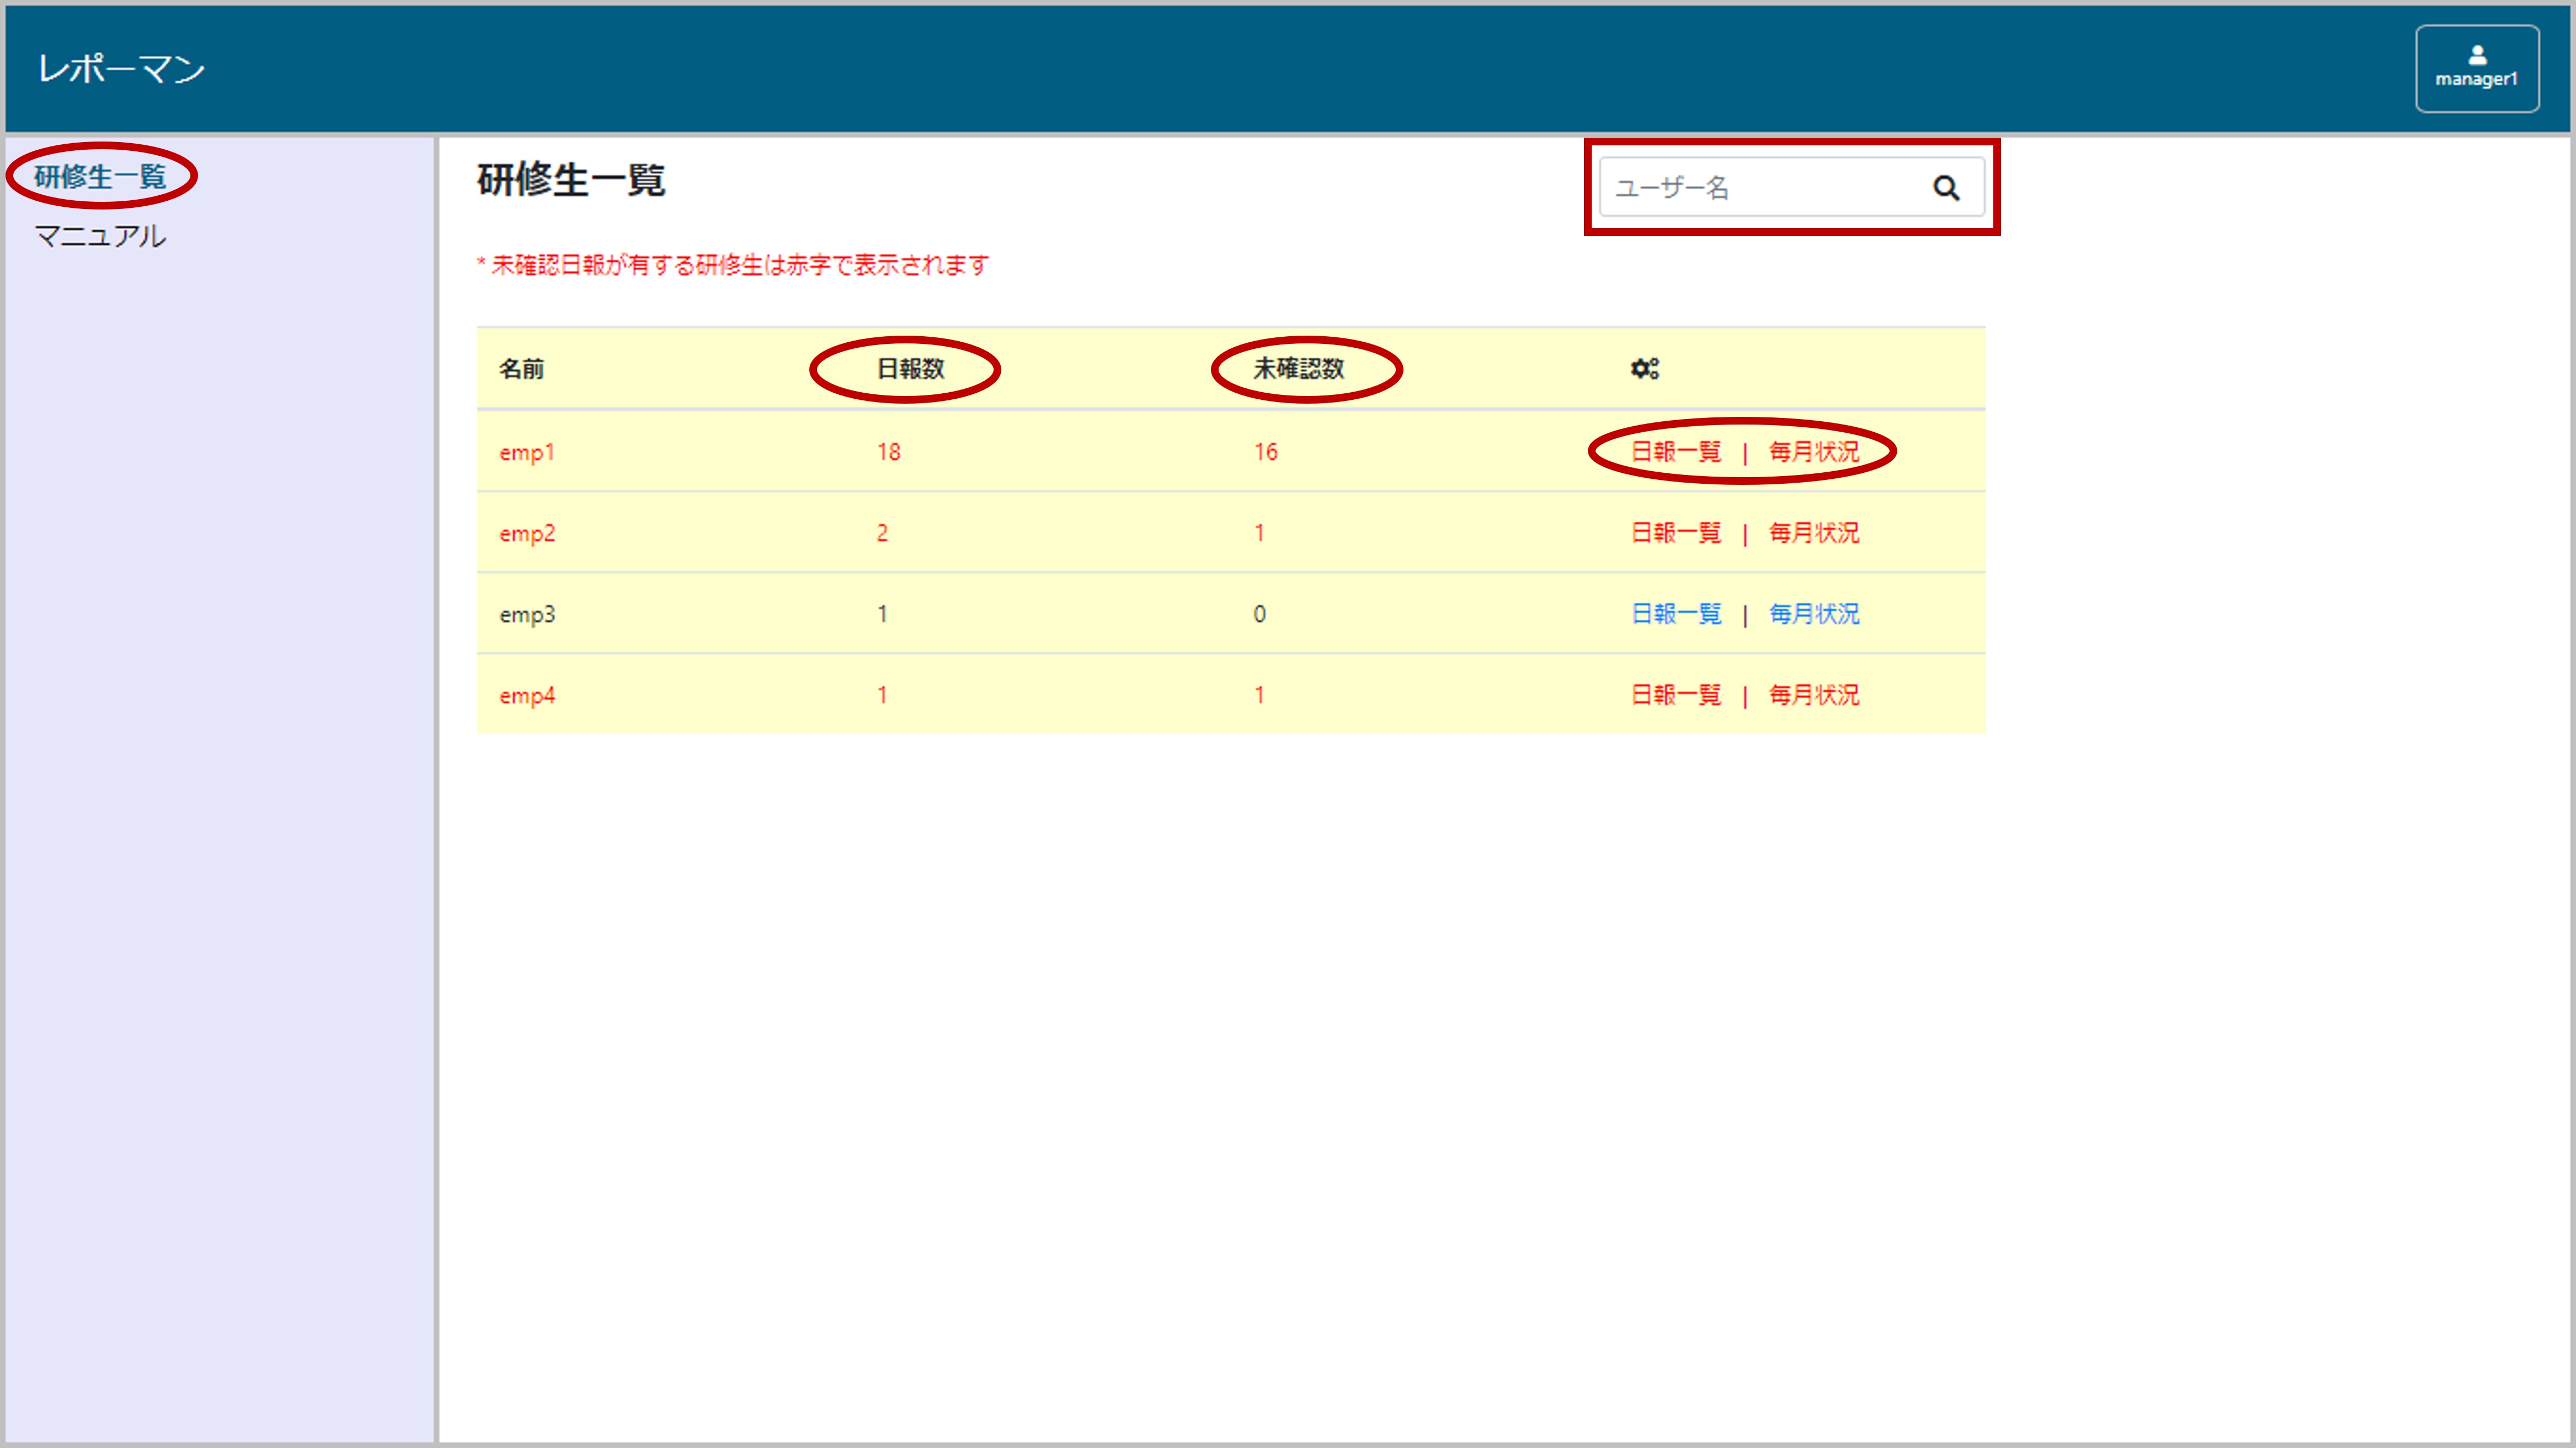 レポーマン
manager1
研修生一覧
マニュアル
研修生一覧
ユーザー名
* 未確認日報が有する研修生は赤字で表示されます
名前 日報数 未確認数
emp1 18 16 日報一覧 | 毎月状況
emp2 2 1 日報一覧 | 毎月状況
emp3 1 0 日報一覧 | 毎月状況
emp4 1 1 日報一覧 | 毎月状況